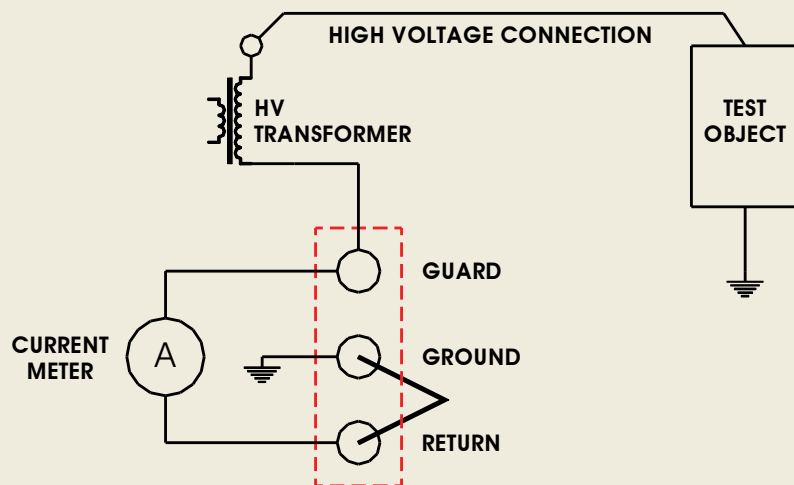 HIGH VOLTAGE CONNECTION
HV
TRANSFORMER
TEST
OBJECT
GUARD
CURRENT
METER
A
GROUND
RETURN